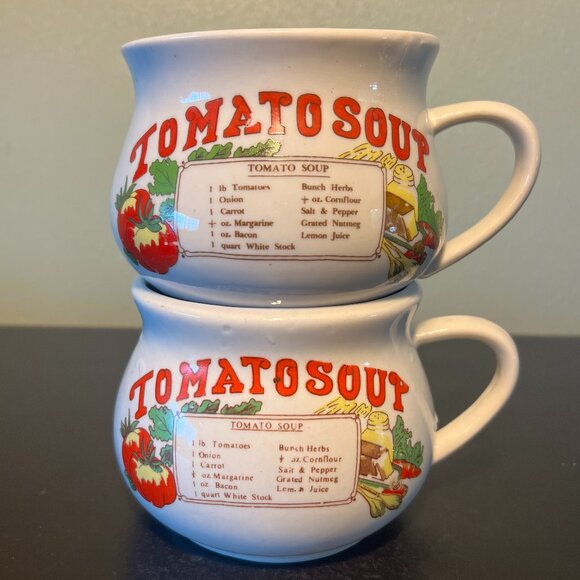 TOMATO SOUP
TOMATO SOUP
1 lb Tomatoes
1 Onion
1 Carrot
½ oz. Margarine
1 oz. Bacon
1 quart White Stock
Bunch Herbs
½ oz. Cornflour
Salt & Pepper
Grated Nutmeg
Lemon Juice
TOMATO SOUP
TOMATO SOUP
1 lb. Tomatoes
1 Onion
1 Carrot
½ oz. Margarine
1 oz. Bacon
1 quart White Stock
Bunch Herbs
½ oz. Cornflour
Salt & Pepper
Grated Nutmeg
Lemon Juice